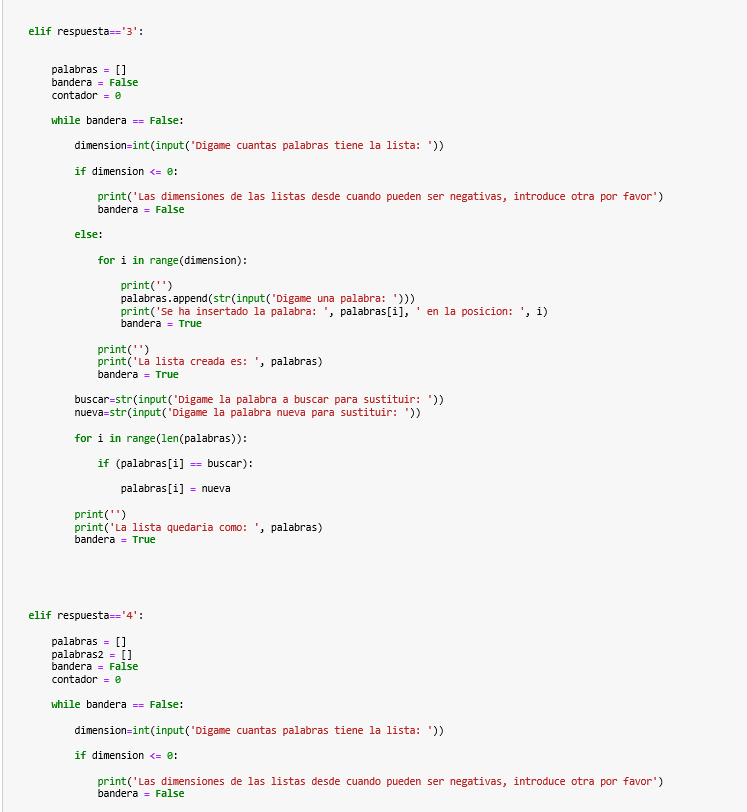 elif respuesta=='3':
palabras = []
bandera = False
contador = 0
while bandera == False:
dimension=int(input('Digame cuantas palabras tiene la lista: '))
if dimension <= 0:
print('Las dimensiones de las listas desde cuando pueden ser negativas, introduce otra por favor')
bandera = False
else:
for i in range(dimension):
print('')
palabras.append(str(input('Digame una palabra: ')))
print('Se ha insertado la palabra: ', palabras[i], ' en la posicion: ', i)
bandera = True
print('')
print('La lista creada es: ', palabras)
bandera = True
buscar=str(input('Digame la palabra a buscar para sustituir: '))
nueva=str(input('Digame la palabra nueva para sustituir: '))
for i in range(len(palabras)):
if (palabras[i] == buscar):
palabras[i] = nueva
print('')
print('La lista quedaria como: ', palabras)
bandera = True
elif respuesta=='4':
palabras = []
palabras2 = []
bandera = False
contador = 0
while bandera == False:
dimension=int(input('Digame cuantas palabras tiene la lista: '))
if dimension <= 0:
print('Las dimensiones de las listas desde cuando pueden ser negativas, introduce otra por favor')
bandera = False